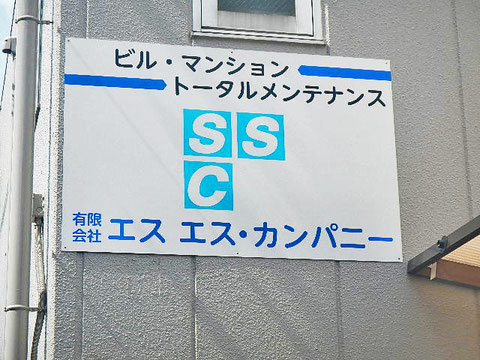 ビル・マンション
トータルメンテナンス
SS
C
有限会社 エス エス・カンパニー